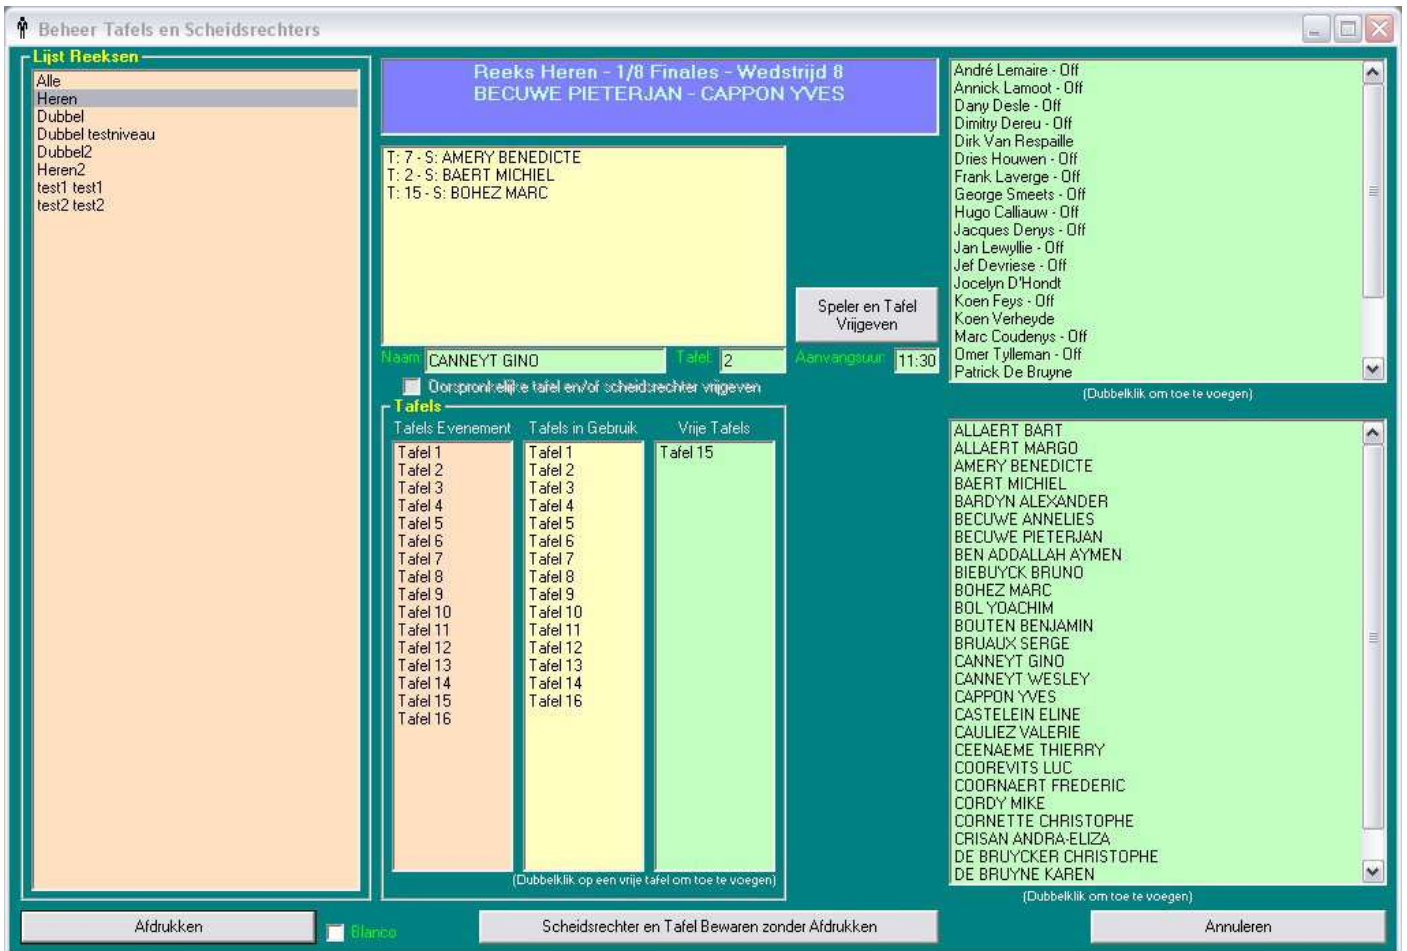 Beheer Tafels en Scheidsrechters
Lijst Reeksen
Alle
Heren
Dubbel
Dubbel testniveau
Dubbel2
Heren2
test1 test1
test2 test2
Reeks Heren - 1/8 Finales - Wedstrijd 8
BECUWE PIETERJAN - CAPPON YVES
T: 7 - S: AMERY BENEDICTE
T: 2 - S: BAERT MICHIEL
T: 15 - S: BOHEZ MARC
Speler en Tafel
Vrijgeven
Naam: CANNEYT GINO Tafel: 2 Aanvangsuur: 11:30
Oorspronkelijke tafel en/of scheidsrechter vrijgeven
Tafels
Tafels Evenement
Tafel 1
Tafel 2
Tafel 3
Tafel 4
Tafel 5
Tafel 6
Tafel 7
Tafel 8
Tafel 9
Tafel 10
Tafel 11
Tafel 12
Tafel 13
Tafel 14
Tafel 15
Tafel 16
Tafels in Gebruik
Tafel 1
Tafel 2
Tafel 3
Tafel 4
Tafel 5
Tafel 6
Tafel 7
Tafel 8
Tafel 9
Tafel 10
Tafel 11
Tafel 12
Tafel 13
Tafel 14
Tafel 16
Vrije Tafels
Tafel 15
(Dubbelklik op een vrije tafel om toe te voegen)
André Lemaire - Off
Annick Lamoot - Off
Dany Desle - Off
Dimitry Dereu - Off
Dirk Van Respaille
Dries Houwen - Off
Frank Laverge - Off
George Smeets - Off
Hugo Calliauw - Off
Jacques Denys - Off
Jan Lewyllie - Off
Jef Devriese - Off
Jocelyn D'Hondt
Koen Feys - Off
Koen Verheyde
Marc Coudenys - Off
Omer Tylleman - Off
Patrick De Bruyne
(Dubbelklik om toe te voegen)
ALLAERT BART
ALLAERT MARGO
AMERY BENEDICTE
BAERT MICHIEL
BARDYN ALEXANDER
BECUWE ANNELIES
BECUWE PIETERJAN
BEN ADDALLAH AYMEN
BIEBUYCK BRUNO
BOHEZ MARC
BOL YOACHIM
BOUTEN BENJAMIN
BRUAUX SERGE
CANNEYT GINO
CANNEYT WESLEY
CAPPON YVES
CASTELEIN ELINE
CAULIEZ VALERIE
CEENAEME THIERRY
COOREVITS LUC
COORNAERT FREDERIC
CORDY MIKE
CORNETTE CHRISTOPHE
CRISAN ANDRA-ELIZA
DE BRUYCKER CHRISTOPHE
DE BRUYNE KAREN
(Dubbelklik om toe te voegen)
Afdrukken
Blanco
Scheidsrechter en Tafel Bewaren zonder Afdrukken
Annuleren